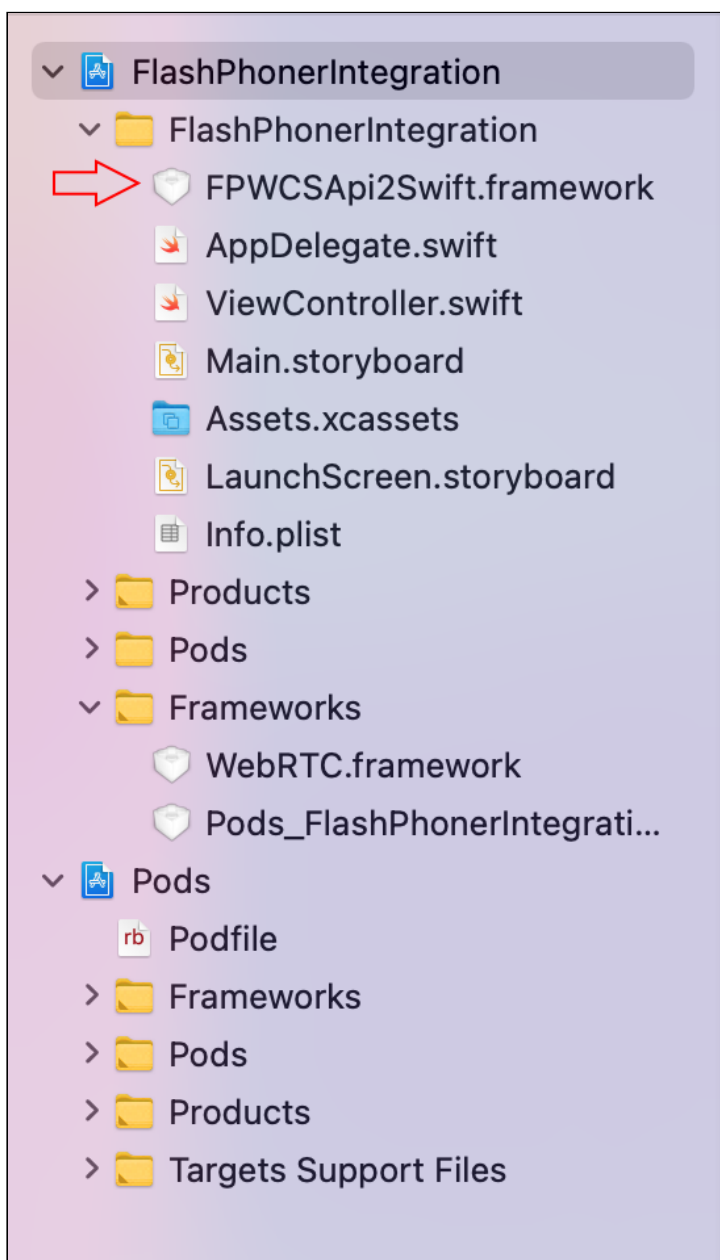 FlashPhonerIntegration
FlashPhonerIntegration
FPWCSApi2Swift.framework
AppDelegate.swift
ViewController.swift
Main.storyboard
Assets.xcassets
LaunchScreen.storyboard
Info.plist
Products
Pods
Frameworks
WebRTC.framework
Pods_FlashPhonerIntegrati...
Pods
rb Podfile
Frameworks
Pods
Products
Targets Support Files